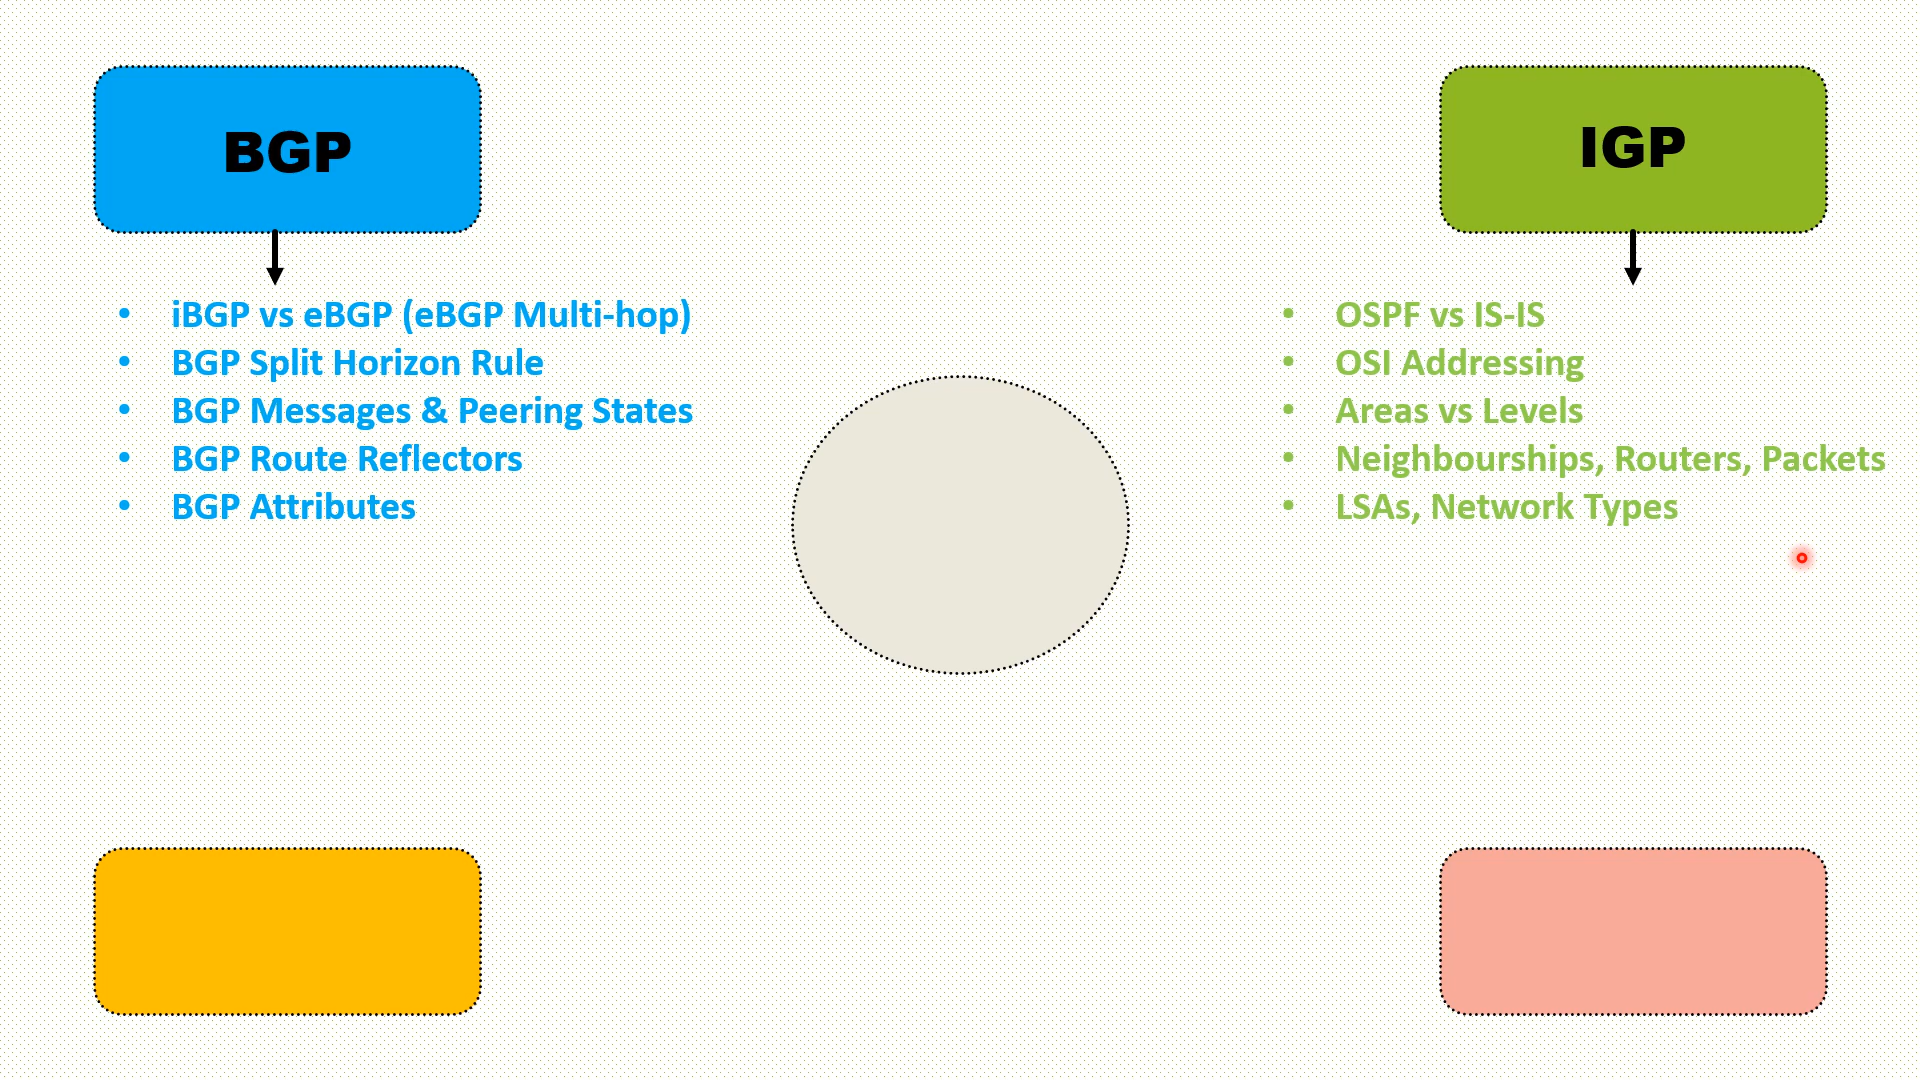 BGP
• iBGP vs eBGP (eBGP Multi-hop)
• BGP Split Horizon Rule
• BGP Messages & Peering States
• BGP Route Reflectors
• BGP Attributes
IGP
• OSPF vs IS-IS
• OSI Addressing
• Areas vs Levels
• Neighbourships, Routers, Packets
• LSAs, Network Types